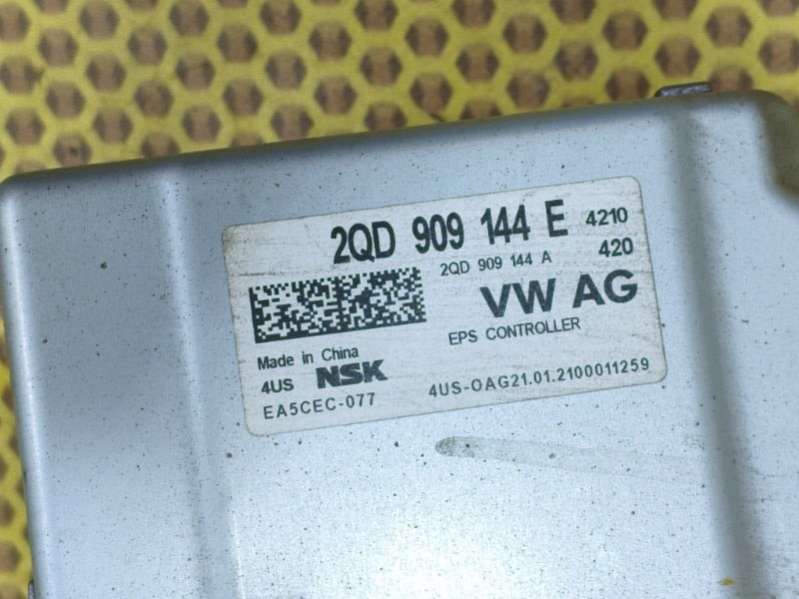 2QD 909 144 E 4210
2QD 909 144 A 420
VW AG
EPS CONTROLLER
Made in China
4US NSK 4US-OAG21.01.2100011259
EA5CEC-077